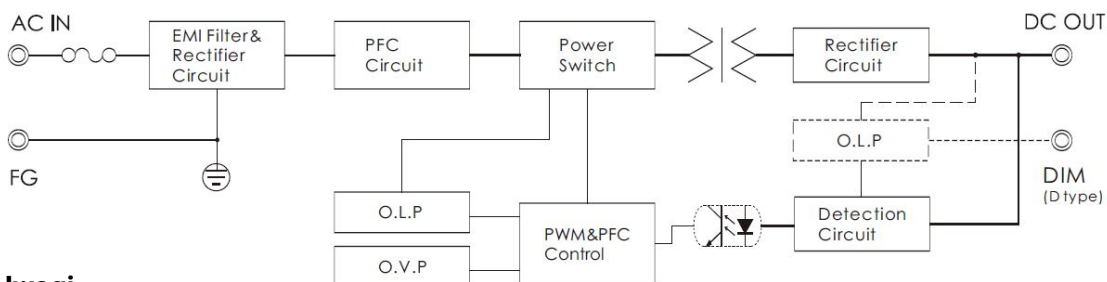 AC IN
EMI Filter&
Rectifier
Circuit
PFC
Circuit
Power
Switch
Rectifier
Circuit
DC OUT
O.L.P
FG
DIM
(D type)
O.L.P
PWM&PFC
Control
Detection
Circuit
O.V.P